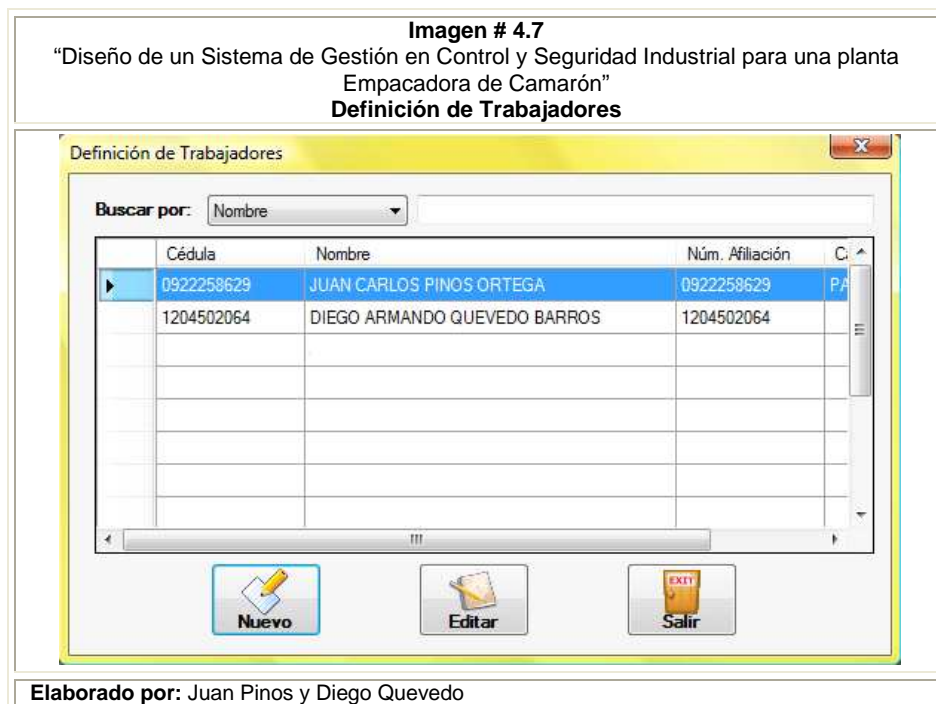 Imagen # 4.7
“Diseño de un Sistema de Gestión en Control y Seguridad Industrial para una planta
Empacadora de Camarón”
Definición de Trabajadores
Definición de Trabajadores
Buscar por: Nombre
Cédula Nombre Núm. Afiliación Ca
0922258629 JUAN CARLOS PINOS ORTEGA 0922258629 PA
1204502064 DIEGO ARMANDO QUEVEDO BARROS 1204502064
EXIT
Nuevo Editar Salir
Elaborado por: Juan Pinos y Diego Quevedo